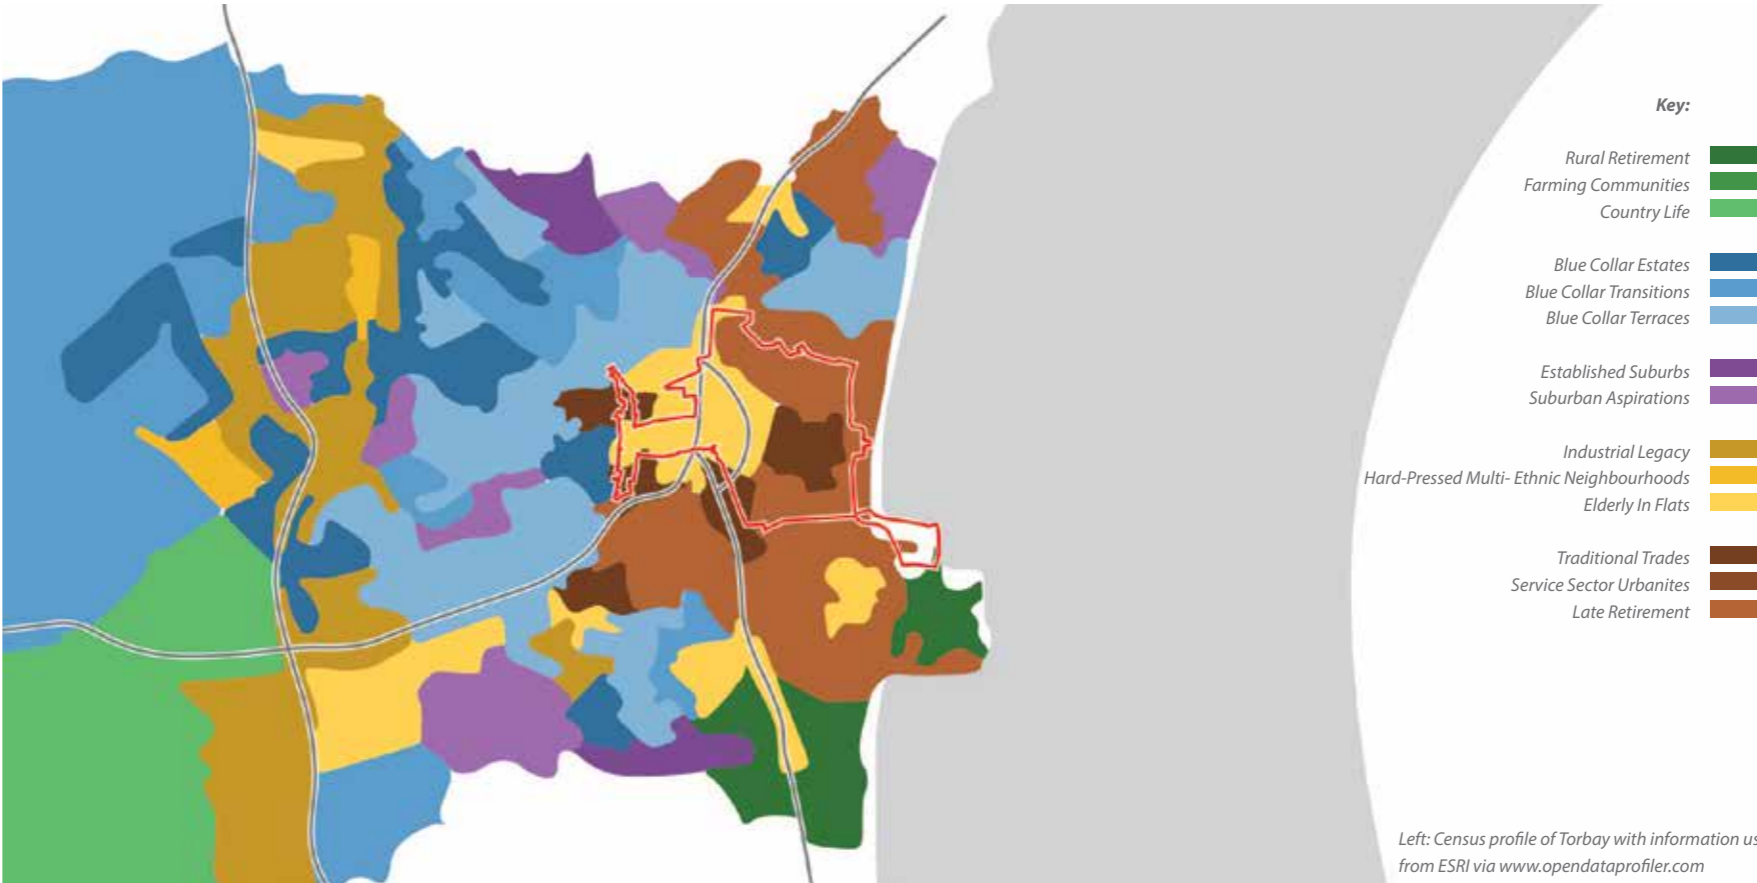 Key:
Rural Retirement
Farming Communities
Country Life
Blue Collar Estates
Blue Collar Transitions
Blue Collar Terraces
Established Suburbs
Suburban Aspirations
Industrial Legacy
Hard-Pressed Multi- Ethnic Neighbourhoods
Elderly In Flats
Traditional Trades
Service Sector Urbanites
Late Retirement
Left: Census profile of Torbay with information us
from ESRI via www.opendataprofiler.com